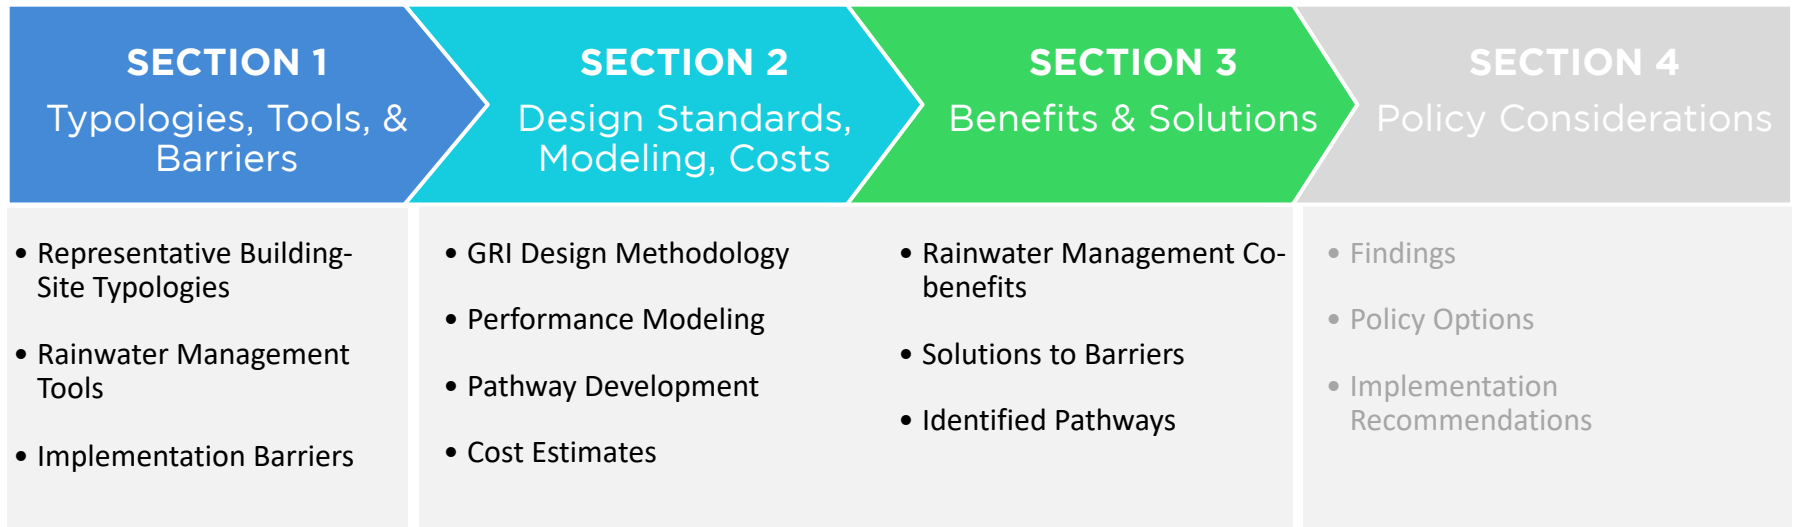 SECTION 1
Typologies, Tools, &
Barriers
• Representative Building-
Site Typologies
• Rainwater Management
Tools
• Implementation Barriers
SECTION 2
Design Standards,
Modeling, Costs
• GRI Design Methodology
• Performance Modeling
• Pathway Development
• Cost Estimates
SECTION 3
Benefits & Solutions
• Rainwater Management Co-
benefits
• Solutions to Barriers
• Identified Pathways
SECTION 4
Policy Considerations
• Findings
• Policy Options
• Implementation
Recommendations